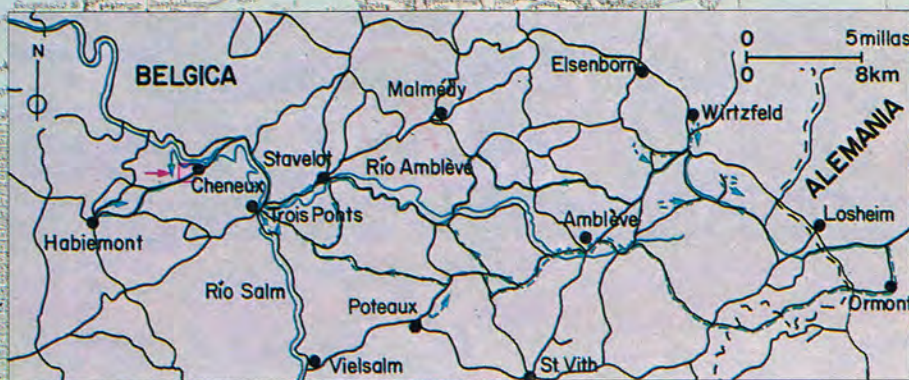 N
BELGICA
Elsenborn
0 5 millas
0 8km
Malmedy
Wirtzfeld
ALEMANIA
Stavelot
Río Amblève
Cheneux
Trois Ponts
Amblève
Losheim
Habiemont
Río Salm
Poteaux
Ormont
Vielsalm
St Vith